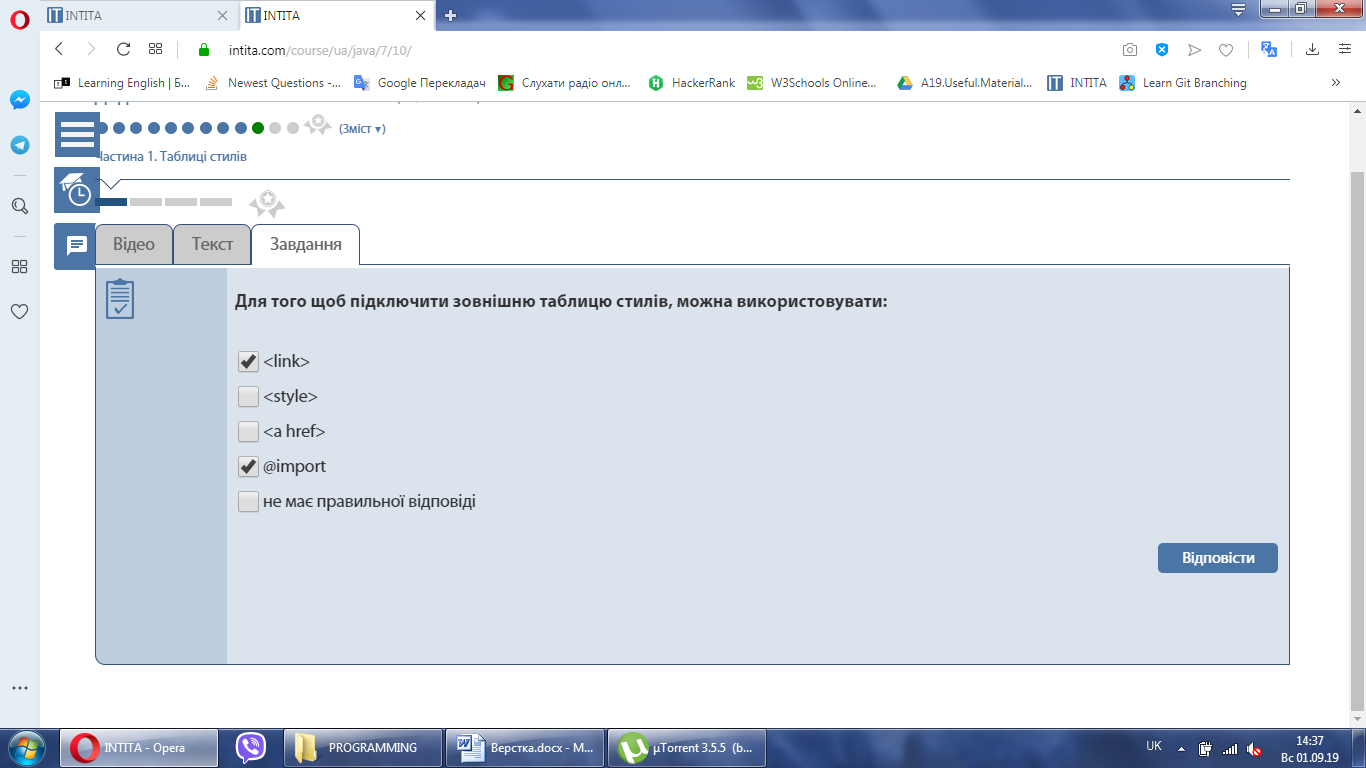 INTITA
INTITA
intita.com/course/ua/java/7/10/
Learning English | Б...
Newest Questions -...
Google Перекладач
Слухати радіо онл...
HackerRank
W3Schools Online...
A19.Useful.Material...
INTITA
Learn Git Branching
(Зміст ▾)
Частина 1. Таблиці стилів
Відео
Текст
Завдання
Для того щоб підключити зовнішню таблицю стилів, можна використовувати:
<link>
<style>
<a href>
@import
не має правильної відповіді
Відповісти
INTITA - Opera
PROGRAMMING
Верстка.docx - M...
µTorrent 3.5.5 (b...
UK
14:37
Вс 01.09.19